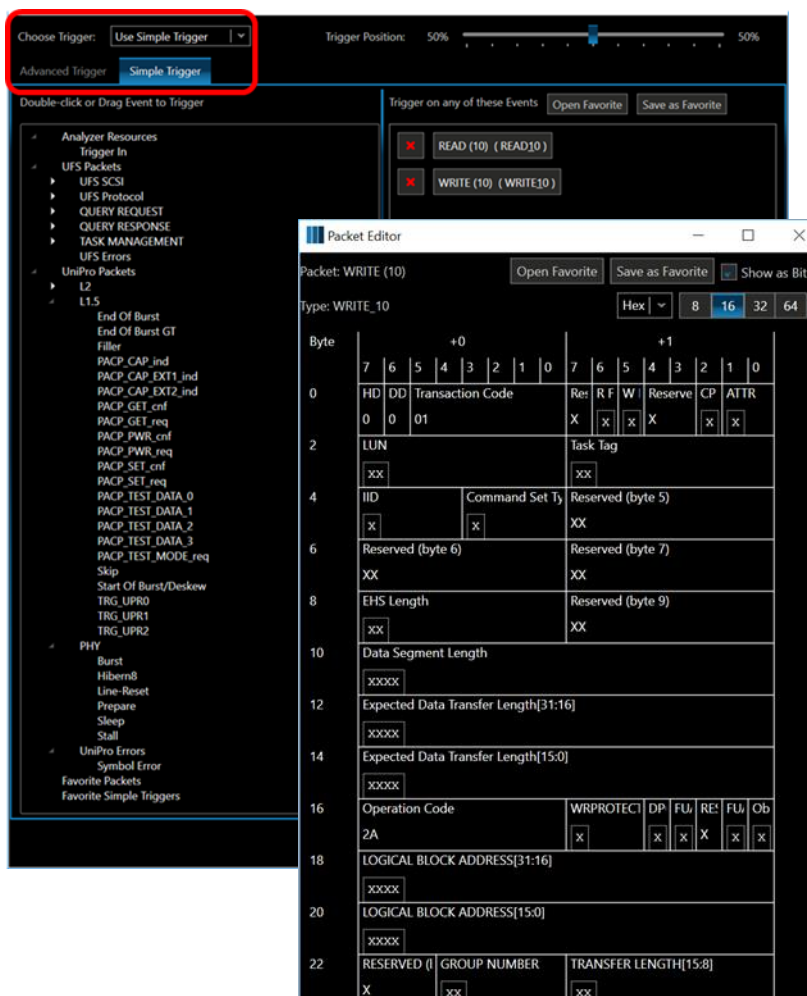 Choose Trigger: Use Simple Trigger Trigger Position: 50% 50%
Advanced Trigger Simple Trigger
Double-click or Drag Event to Trigger
Trigger on any of these Events Open Favorite Save as Favorite
Analyzer Resources
Trigger In
UFS Packets
UFS SCSI
UFS Protocol
QUERY REQUEST
QUERY RESPONSE
TASK MANAGEMENT
UFS Errors
UniPro Packets
L2
L1.5
End Of Burst
End Of Burst GT
Filler
PACP_CAP_ind
PACP_CAP_EXT1_ind
PACP_CAP_EXT2_ind
PACP_GET_cnf
PACP_GET_req
PACP_PWR_cnf
PACP_PWR_req
PACP_SET_cnf
PACP_SET_req
PACP_TEST_DATA_0
PACP_TEST_DATA_1
PACP_TEST_DATA_2
PACP_TEST_DATA_3
PACP_TEST_MODE_req
Skip
Start Of Burst/Deskew
TRG_UPR0
TRG_UPR1
TRG_UPR2
PHY
Burst
Hibern8
Line-Reset
Prepare
Sleep
Stall
UniPro Errors
Symbol Error
Favorite Packets
Favorite Simple Triggers
READ (10) ( READ10 )
WRITE (10) ( WRITE10 )
Packet Editor
Packet: WRITE (10) Open Favorite Save as Favorite Show as Bit
Type: WRITE_10 Hex 8 16 32 64
Byte +0 +1
7 6 5 4 3 2 1 0 7 6 5 4 3 2 1 0
0 HD DD Transaction Code Res R F W Reserve CP ATTR
0 0 01 X x x X x x
2 LUN Task Tag
xx xx
4 IID Command Set Ty Reserved (byte 5)
x x XX
6 Reserved (byte 6) Reserved (byte 7)
XX XX
8 EHS Length Reserved (byte 9)
xx XX
10 Data Segment Length
xxxx
12 Expected Data Transfer Length[31:16]
xxxx
14 Expected Data Transfer Length[15:0]
xxxx
16 Operation Code WRPROTECT DP FU RES FU Ob
2A x x x X x x
18 LOGICAL BLOCK ADDRESS[31:16]
xxxx
20 LOGICAL BLOCK ADDRESS[15:0]
xxxx
22 RESERVED ( GROUP NUMBER TRANSFER LENGTH[15:8]
X xx xx